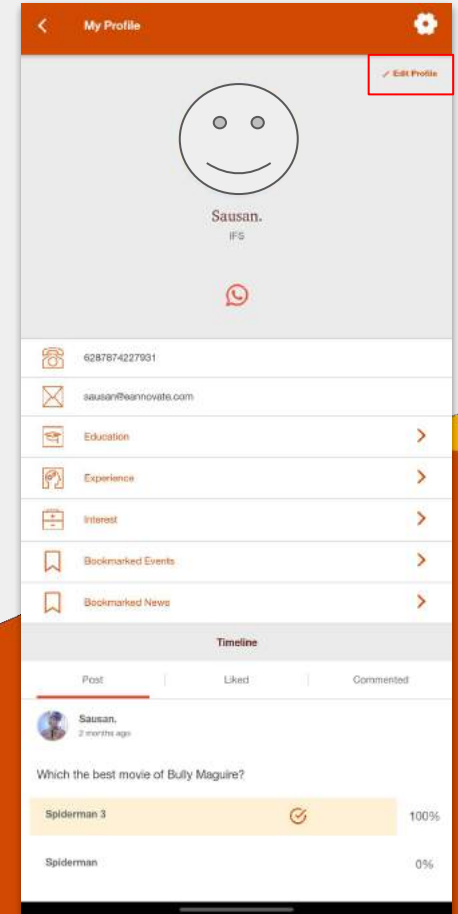 My Profile
Edit Profile
Sausan.
IFS
6287874227931
sausan@eannovate.com
Education
Experience
Interest
Bookmarked Events
Bookmarked News
Timeline
Post
Liked
Commented
Sausan.
2 months ago
Which the best movie of Bully Maguire?
Spiderman 3
100%
Spiderman
0%